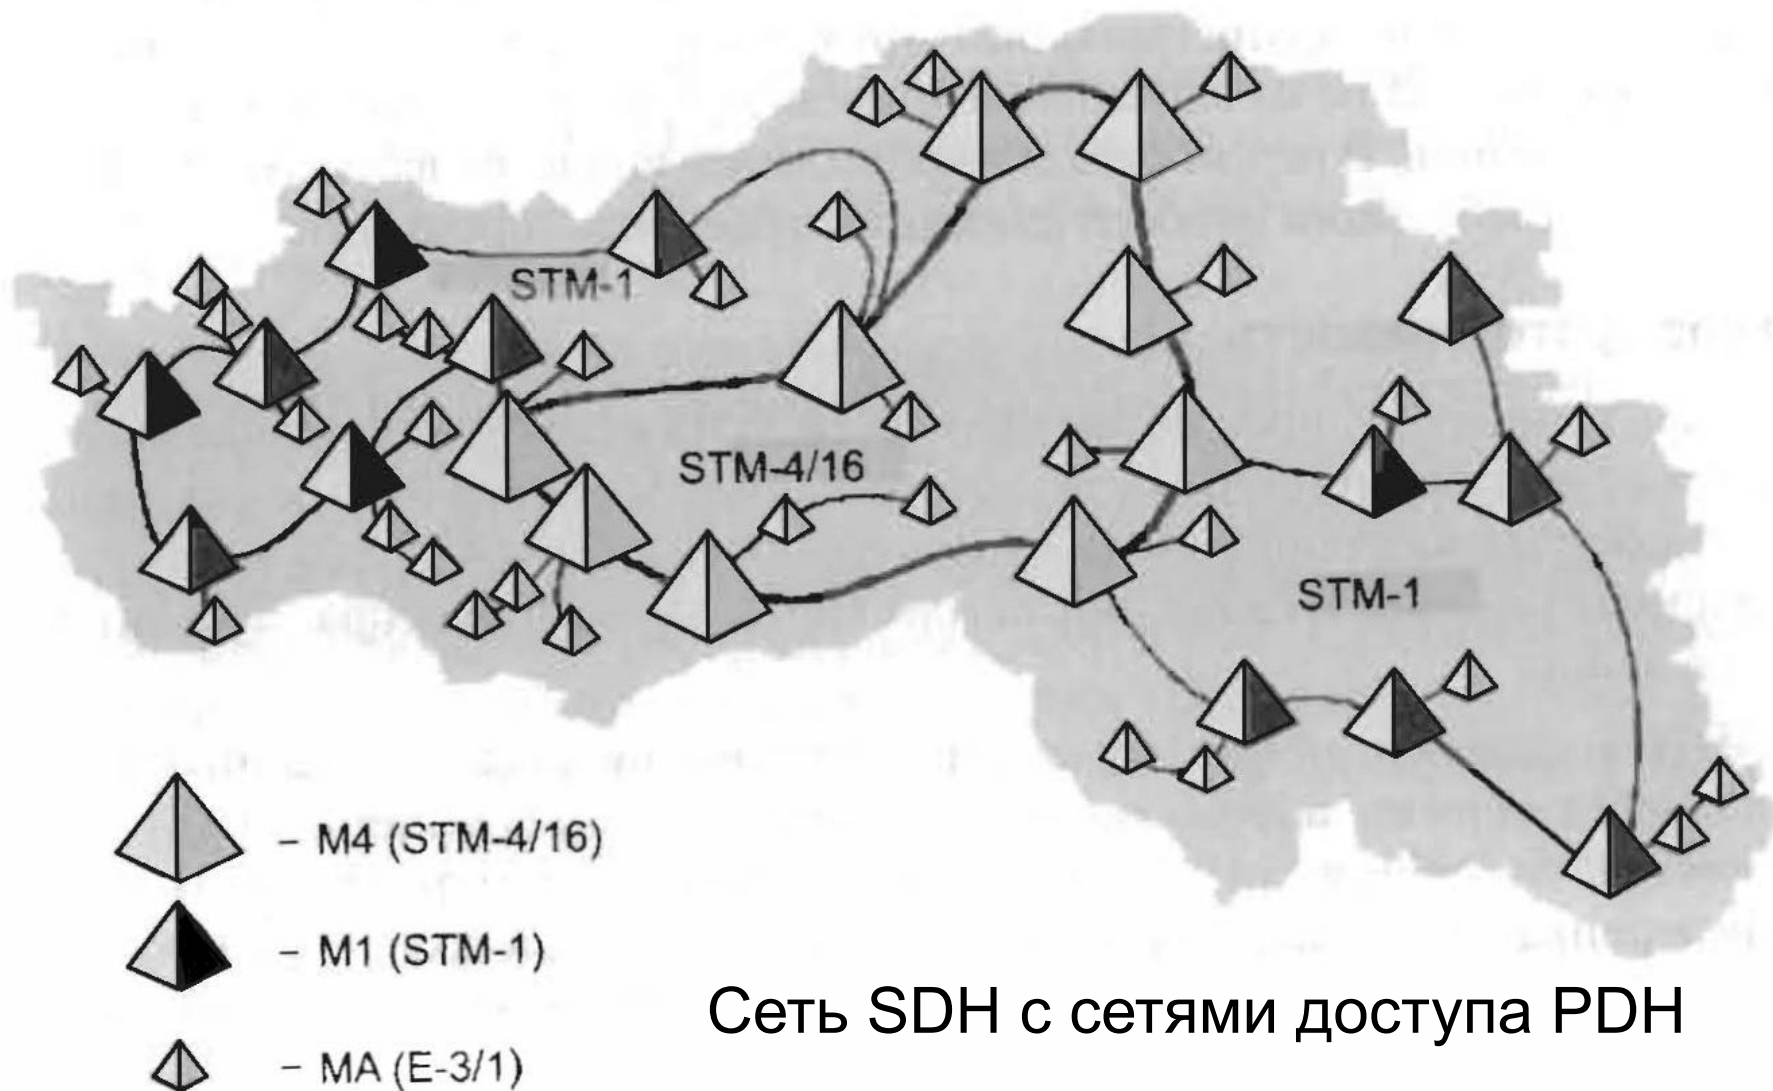 STM-1
STM-4/16
STM-1
– M4 (STM-4/16)
– M1 (STM-1)
– MA (E-3/1)
Сеть SDH с сетями доступа PDH